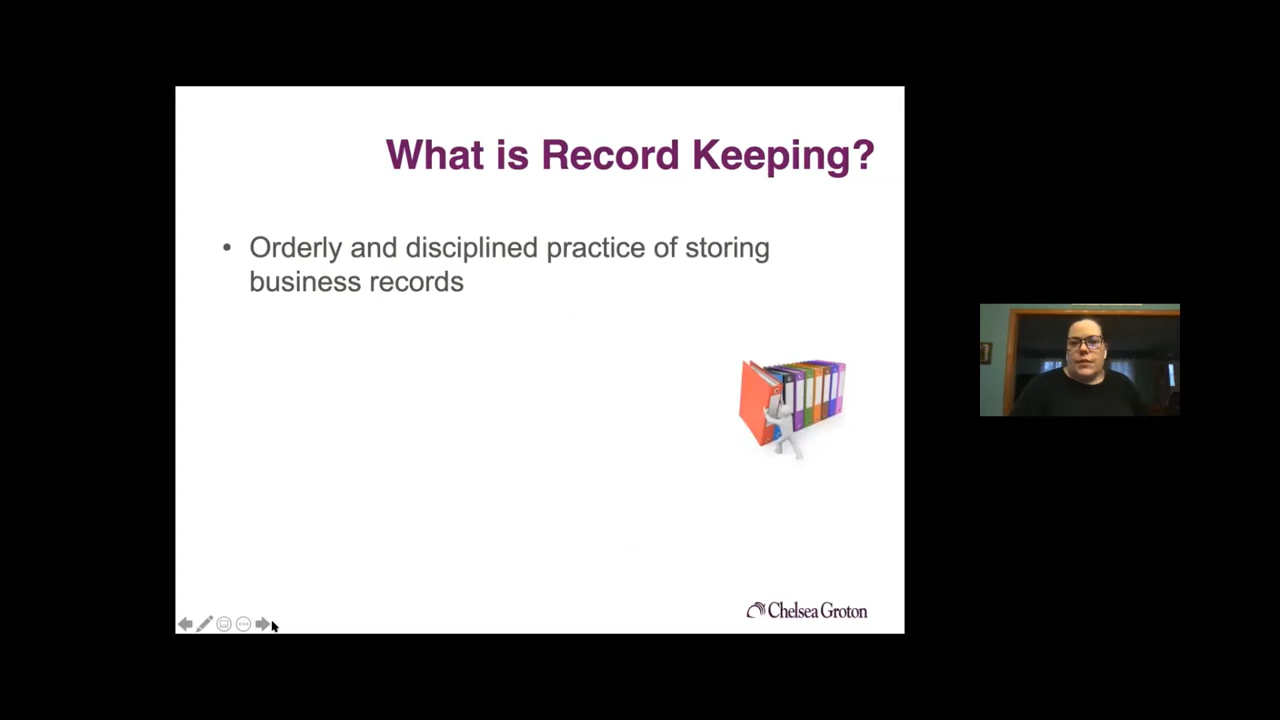 What is Record Keeping?
• Orderly and disciplined practice of storing
business records
Chelsea Groton